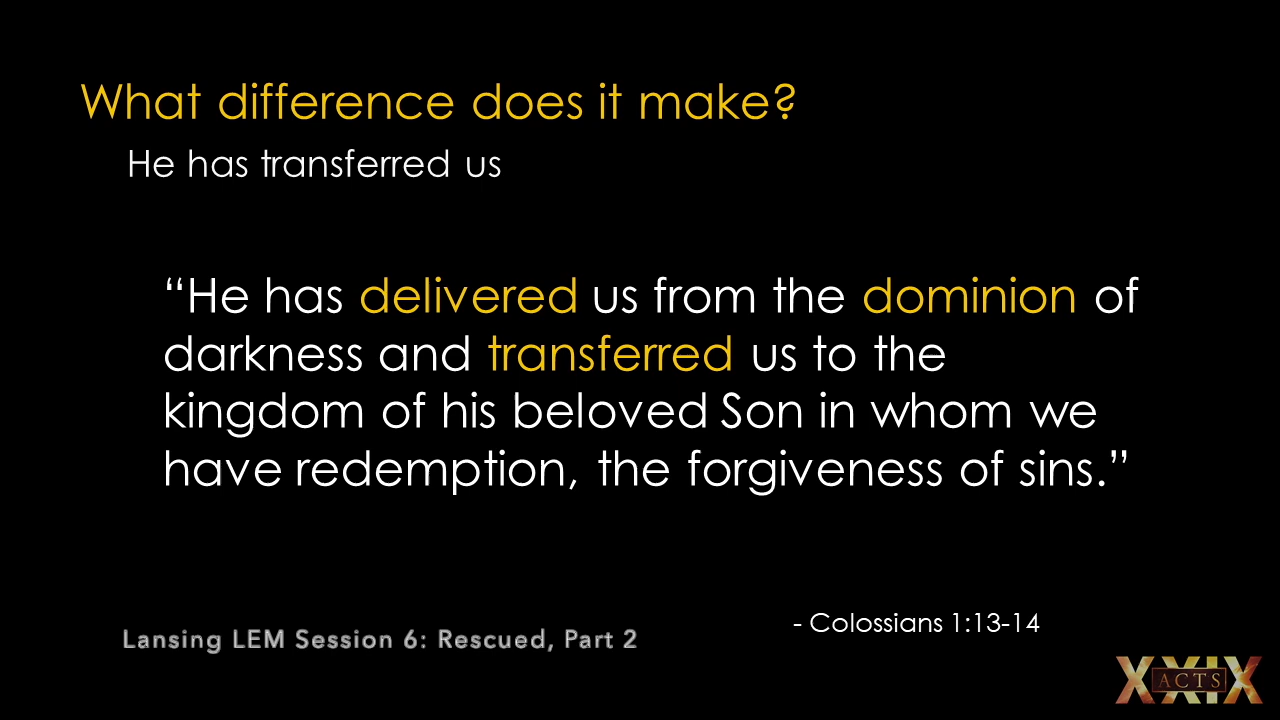 What difference does it make?
He has transferred us
“He has delivered us from the dominion of
darkness and transferred us to the
kingdom of his beloved Son in whom we
have redemption, the forgiveness of sins.”
- Colossians 1:13-14
Lansing LEM Session 6: Rescued, Part 2
XXIX
ACTS